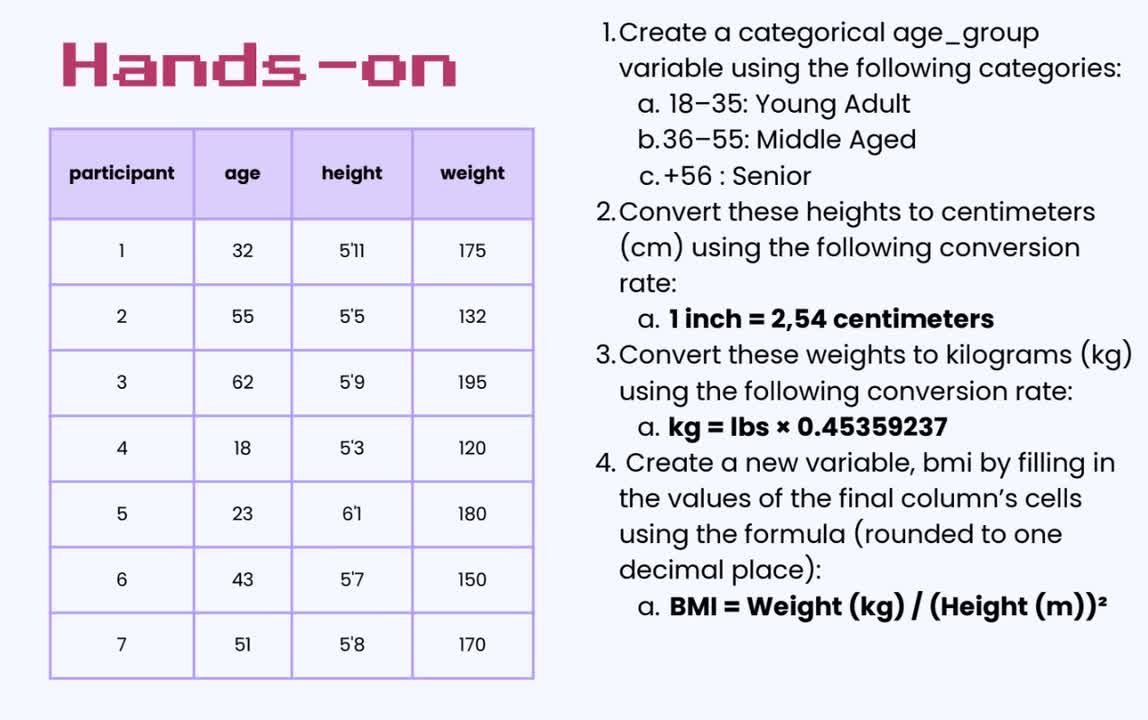 Hands-on
participant age height weight
1 32 5'11 175
2 55 5'5 132
3 62 5'9 195
4 18 5'3 120
5 23 6'1 180
6 43 5'7 150
7 51 5'8 170
1. Create a categorical age_group
variable using the following categories:
a. 18–35: Young Adult
b. 36–55: Middle Aged
c. +56 : Senior
2. Convert these heights to centimeters
(cm) using the following conversion
rate:
a. 1 inch = 2,54 centimeters
3. Convert these weights to kilograms (kg)
using the following conversion rate:
a. kg = lbs × 0.45359237
4. Create a new variable, bmi by filling in
the values of the final column’s cells
using the formula (rounded to one
decimal place):
a. BMI = Weight (kg) / (Height (m))²